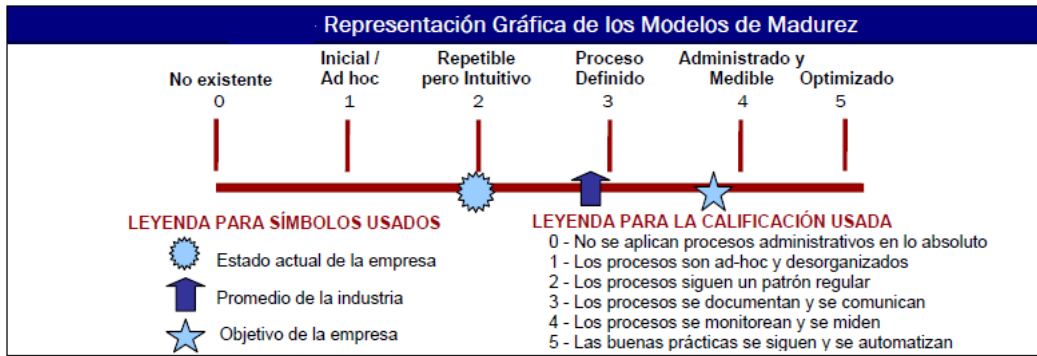 Representación Gráfica de los Modelos de Madurez
No existente
0
Inicial /
Ad hoc
1
Repetible
pero Intuitivo
2
Proceso
Definido
3
Administrado y
Medible
4
Optimizado
5
LEYENDA PARA SÍMBOLOS USADOS
Estado actual de la empresa
Promedio de la industria
Objetivo de la empresa
LEYENDA PARA LA CALIFICACIÓN USADA
0 - No se aplican procesos administrativos en lo absoluto
1 - Los procesos son ad-hoc y desorganizados
2 - Los procesos siguen un patrón regular
3 - Los procesos se documentan y se comunican
4 - Los procesos se monitorean y se miden
5 - Las buenas prácticas se siguen y se automatizan